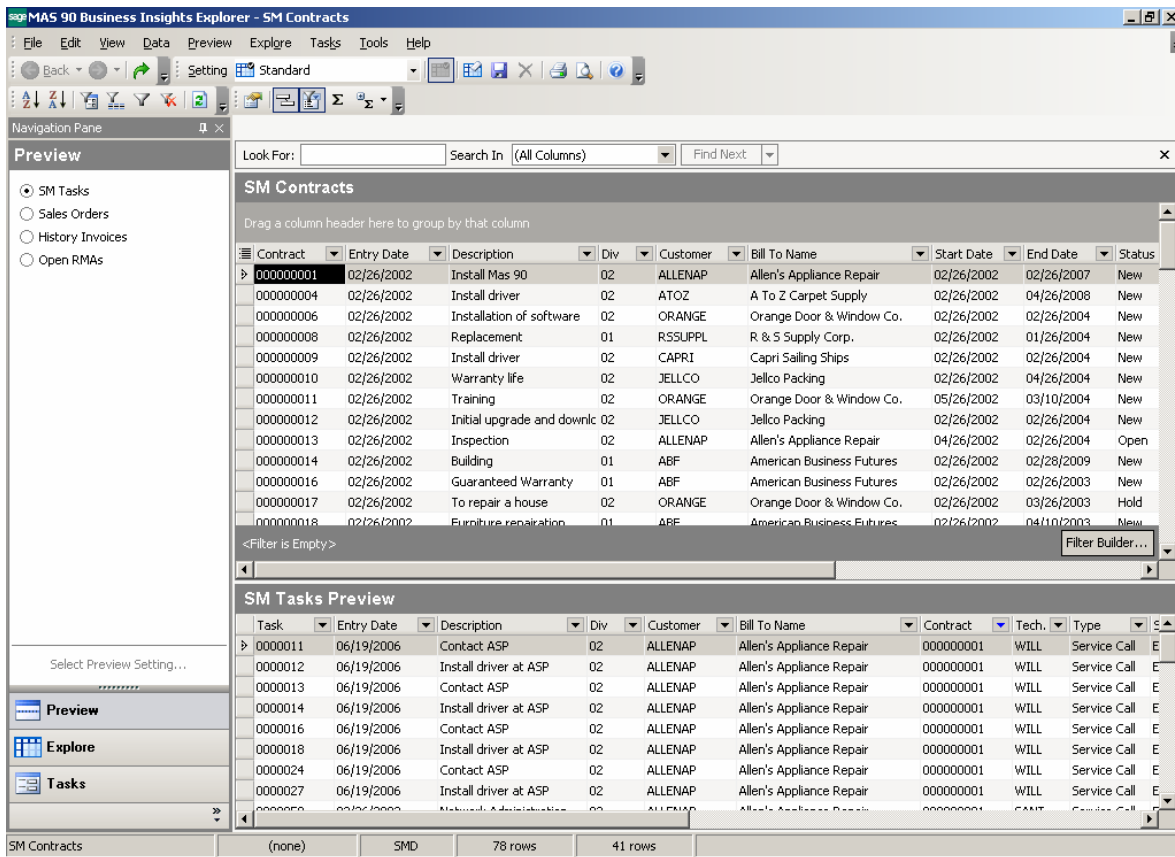 sage MAS 90 Business Insights Explorer - SM Contracts
File Edit View Data Preview Explore Tasks Tools Help
Back Setting Standard
Navigation Pane
Preview
Look For: Search In (All Columns) Find Next
SM Tasks
Sales Orders
History Invoices
Open RMAs
SM Contracts
Drag a column header here to group by that column
Contract Entry Date Description Div Customer Bill To Name Start Date End Date Status
000000001 02/26/2002 Install Mas 90 02 ALLENAP Allen's Appliance Repair 02/26/2002 02/26/2007 New
000000004 02/26/2002 Install driver 02 ATOZ A To Z Carpet Supply 02/26/2002 04/26/2008 New
000000006 02/26/2002 Installation of software 02 ORANGE Orange Door & Window Co. 02/26/2002 02/26/2004 New
000000008 02/26/2002 Replacement 01 RSSUPPL R & S Supply Corp. 02/26/2002 01/26/2004 New
000000009 02/26/2002 Install driver 02 CAPRI Capri Sailing Ships 02/26/2002 02/26/2004 New
000000010 02/26/2002 Warranty life 02 JELLCO Jellco Packing 02/26/2002 04/26/2004 New
000000011 02/26/2002 Training 02 ORANGE Orange Door & Window Co. 05/26/2002 03/10/2004 New
000000012 02/26/2002 Initial upgrade and downlc 02 JELLCO Jellco Packing 02/26/2002 02/26/2004 New
000000013 02/26/2002 Inspection 02 ALLENAP Allen's Appliance Repair 04/26/2002 02/26/2004 Open
000000014 02/26/2002 Building 01 ABF American Business Futures 02/26/2002 02/28/2009 New
000000016 02/26/2002 Guaranteed Warranty 01 ABF American Business Futures 02/26/2002 02/26/2003 New
000000017 02/26/2002 To repair a house 02 ORANGE Orange Door & Window Co. 02/26/2002 03/26/2003 Hold
000000018 02/26/2002 Furniture repairation 01 ABF American Business Futures 02/26/2002 04/10/2003 New
<Filter is Empty> Filter Builder...
SM Tasks Preview
Task Entry Date Description Div Customer Bill To Name Contract Tech. Type S
0000011 06/19/2006 Contact ASP 02 ALLENAP Allen's Appliance Repair 000000001 WILL Service Call E
0000012 06/19/2006 Install driver at ASP 02 ALLENAP Allen's Appliance Repair 000000001 WILL Service Call E
0000013 06/19/2006 Contact ASP 02 ALLENAP Allen's Appliance Repair 000000001 WILL Service Call E
0000014 06/19/2006 Install driver at ASP 02 ALLENAP Allen's Appliance Repair 000000001 WILL Service Call E
0000016 06/19/2006 Contact ASP 02 ALLENAP Allen's Appliance Repair 000000001 WILL Service Call E
0000018 06/19/2006 Install driver at ASP 02 ALLENAP Allen's Appliance Repair 000000001 WILL Service Call E
0000024 06/19/2006 Contact ASP 02 ALLENAP Allen's Appliance Repair 000000001 WILL Service Call E
0000027 06/19/2006 Install driver at ASP 02 ALLENAP Allen's Appliance Repair 000000001 WILL Service Call E
Select Preview Setting...
Preview
Explore
Tasks
SM Contracts (none) SMD 78 rows 41 rows